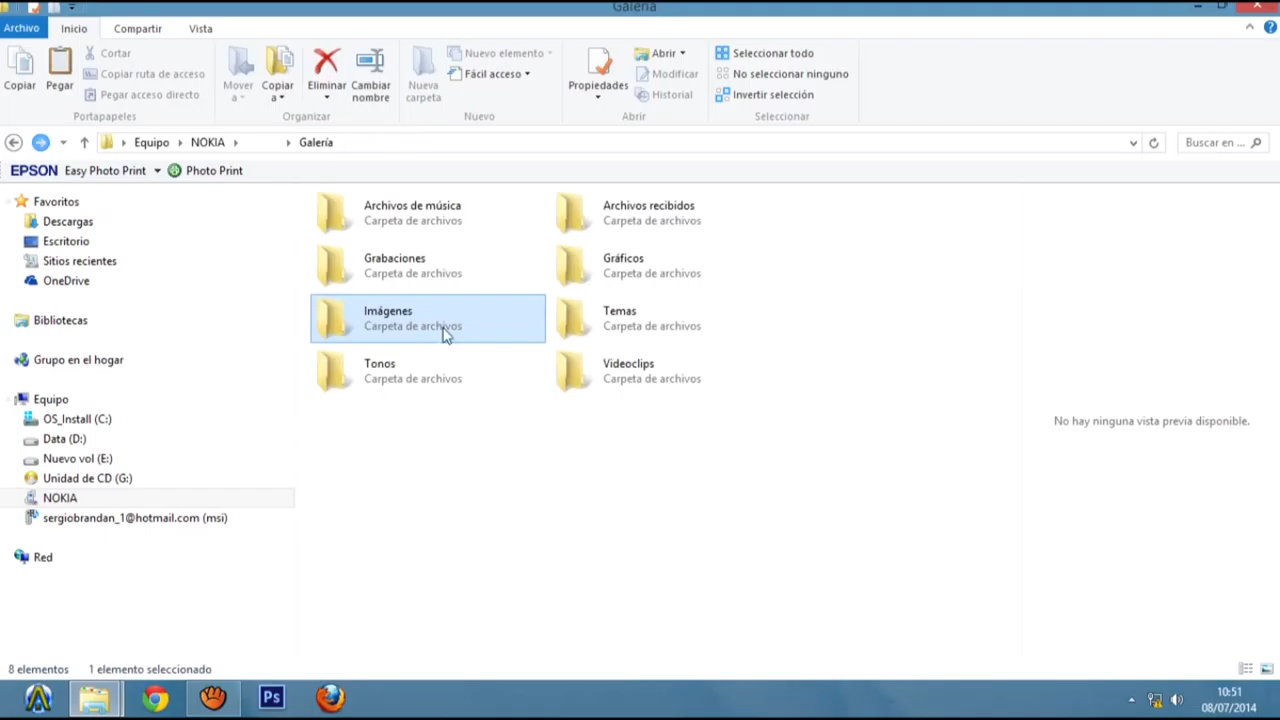 Galería
Archivo Inicio Compartir Vista
Copiar
Pegar
Cortar
Copiar ruta de acceso
Pegar acceso directo
Portapapeles
Mover a
Copiar a
Eliminar
Cambiar nombre
Organizar
Nueva carpeta
Nuevo elemento
Fácil acceso
Nuevo
Propiedades
Abrir
Modificar
Historial
Abrir
Seleccionar todo
No seleccionar ninguno
Invertir selección
Seleccionar
Equipo NOKIA Galería
Buscar en ...
EPSON Easy Photo Print Photo Print
Favoritos
Descargas
Escritorio
Sitios recientes
OneDrive
Bibliotecas
Grupo en el hogar
Equipo
OS_Install (C:)
Data (D:)
Nuevo vol (E:)
Unidad de CD (G:)
NOKIA
sergiobrandan_1@hotmail.com (msi)
Red
Archivos de música
Carpeta de archivos
Archivos recibidos
Carpeta de archivos
Grabaciones
Carpeta de archivos
Gráficos
Carpeta de archivos
Imágenes
Carpeta de archivos
Temas
Carpeta de archivos
Tonos
Carpeta de archivos
Videoclips
Carpeta de archivos
No hay ninguna vista previa disponible.
8 elementos 1 elemento seleccionado
Ps
10:51
08/07/2014